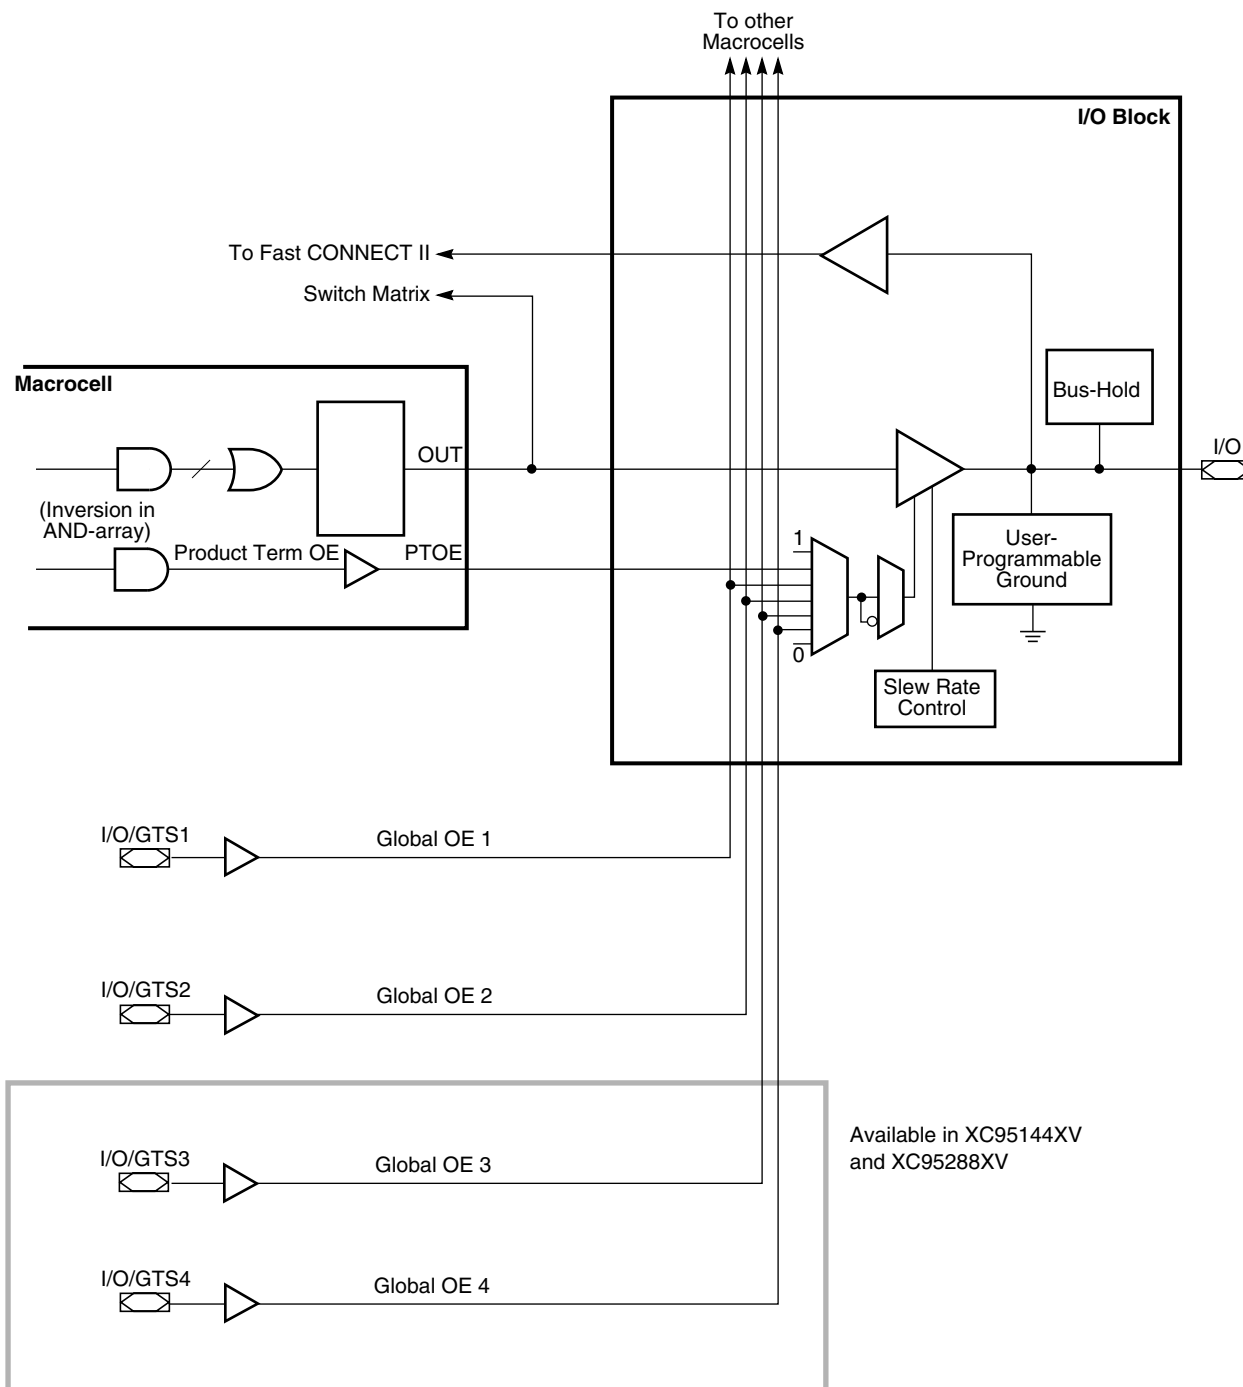 To other
Macrocells
I/O Block
To Fast CONNECT II
Switch Matrix
Macrocell
Bus-Hold
OUT
I/O
(Inversion in
AND-array)
Product Term OE
PTOE
1
User-
Programmable
Ground
0
Slew Rate
Control
I/O/GTS1
Global OE 1
I/O/GTS2
Global OE 2
Available in XC95144XV
and XC95288XV
I/O/GTS3
Global OE 3
I/O/GTS4
Global OE 4